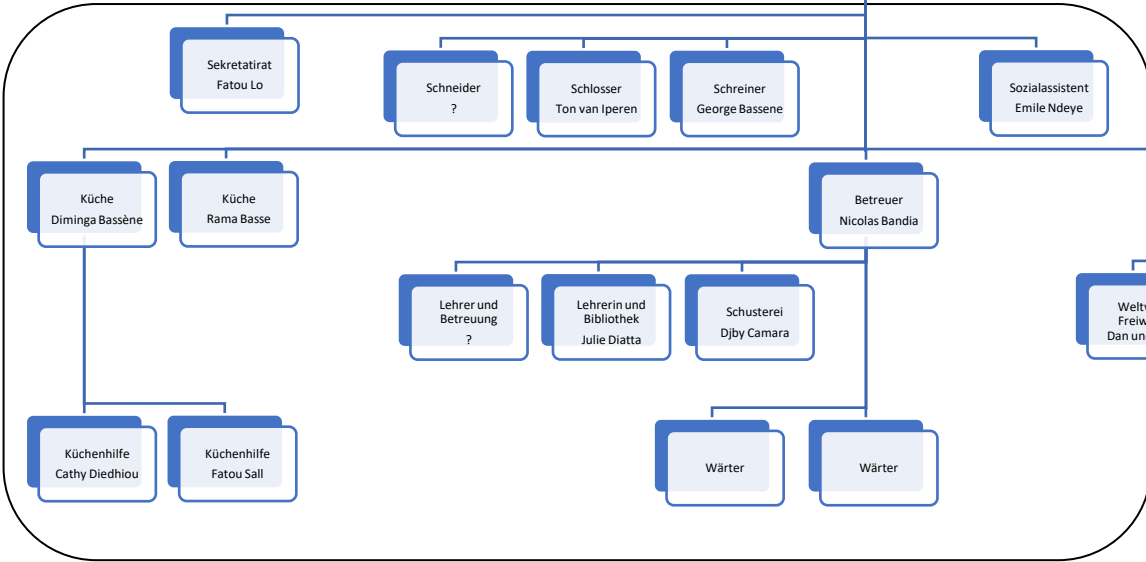 Sekretatirat
Fatou Lo
Schneider
?
Schlosser
Ton van Iperen
Schreiner
George Bassene
Sozialassistent
Emile Ndeye
Küche
Diminga Bassène
Küche
Rama Basse
Betreuer
Nicolas Bandia
Lehrer und
Betreuung
?
Lehrerin und
Bibliothek
Julie Diatta
Schusterei
Djby Camara
Dan un
Küchenhilfe
Cathy Diedhiou
Küchenhilfe
Fatou Sall
Wärter
Wärter